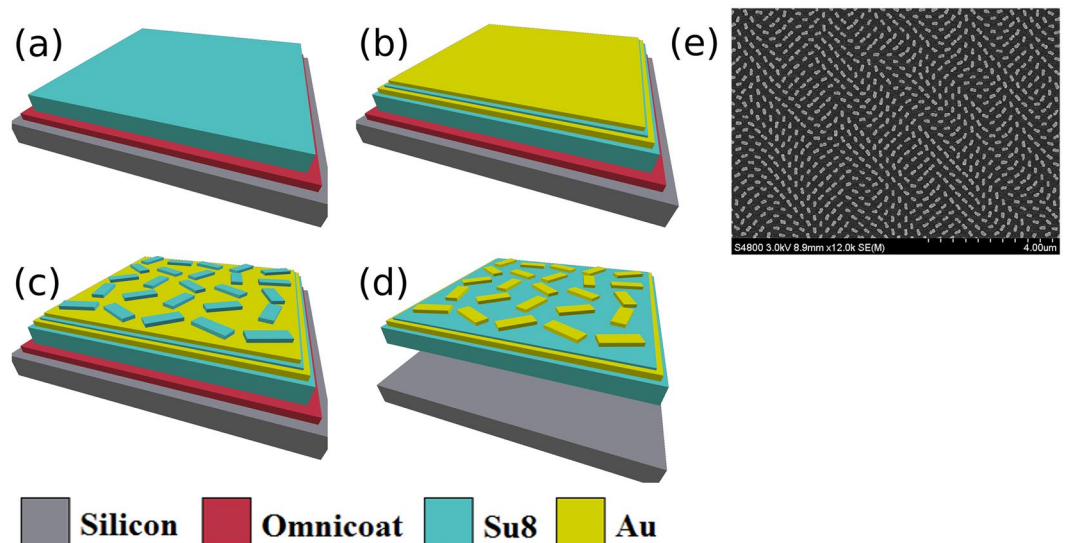 (a)
(b)
(e)
S4800 3.0kV 8.9mm x12.0k SE(M)
4.00um
(c)
(d)
Silicon
Omnicoat
Su8
Au